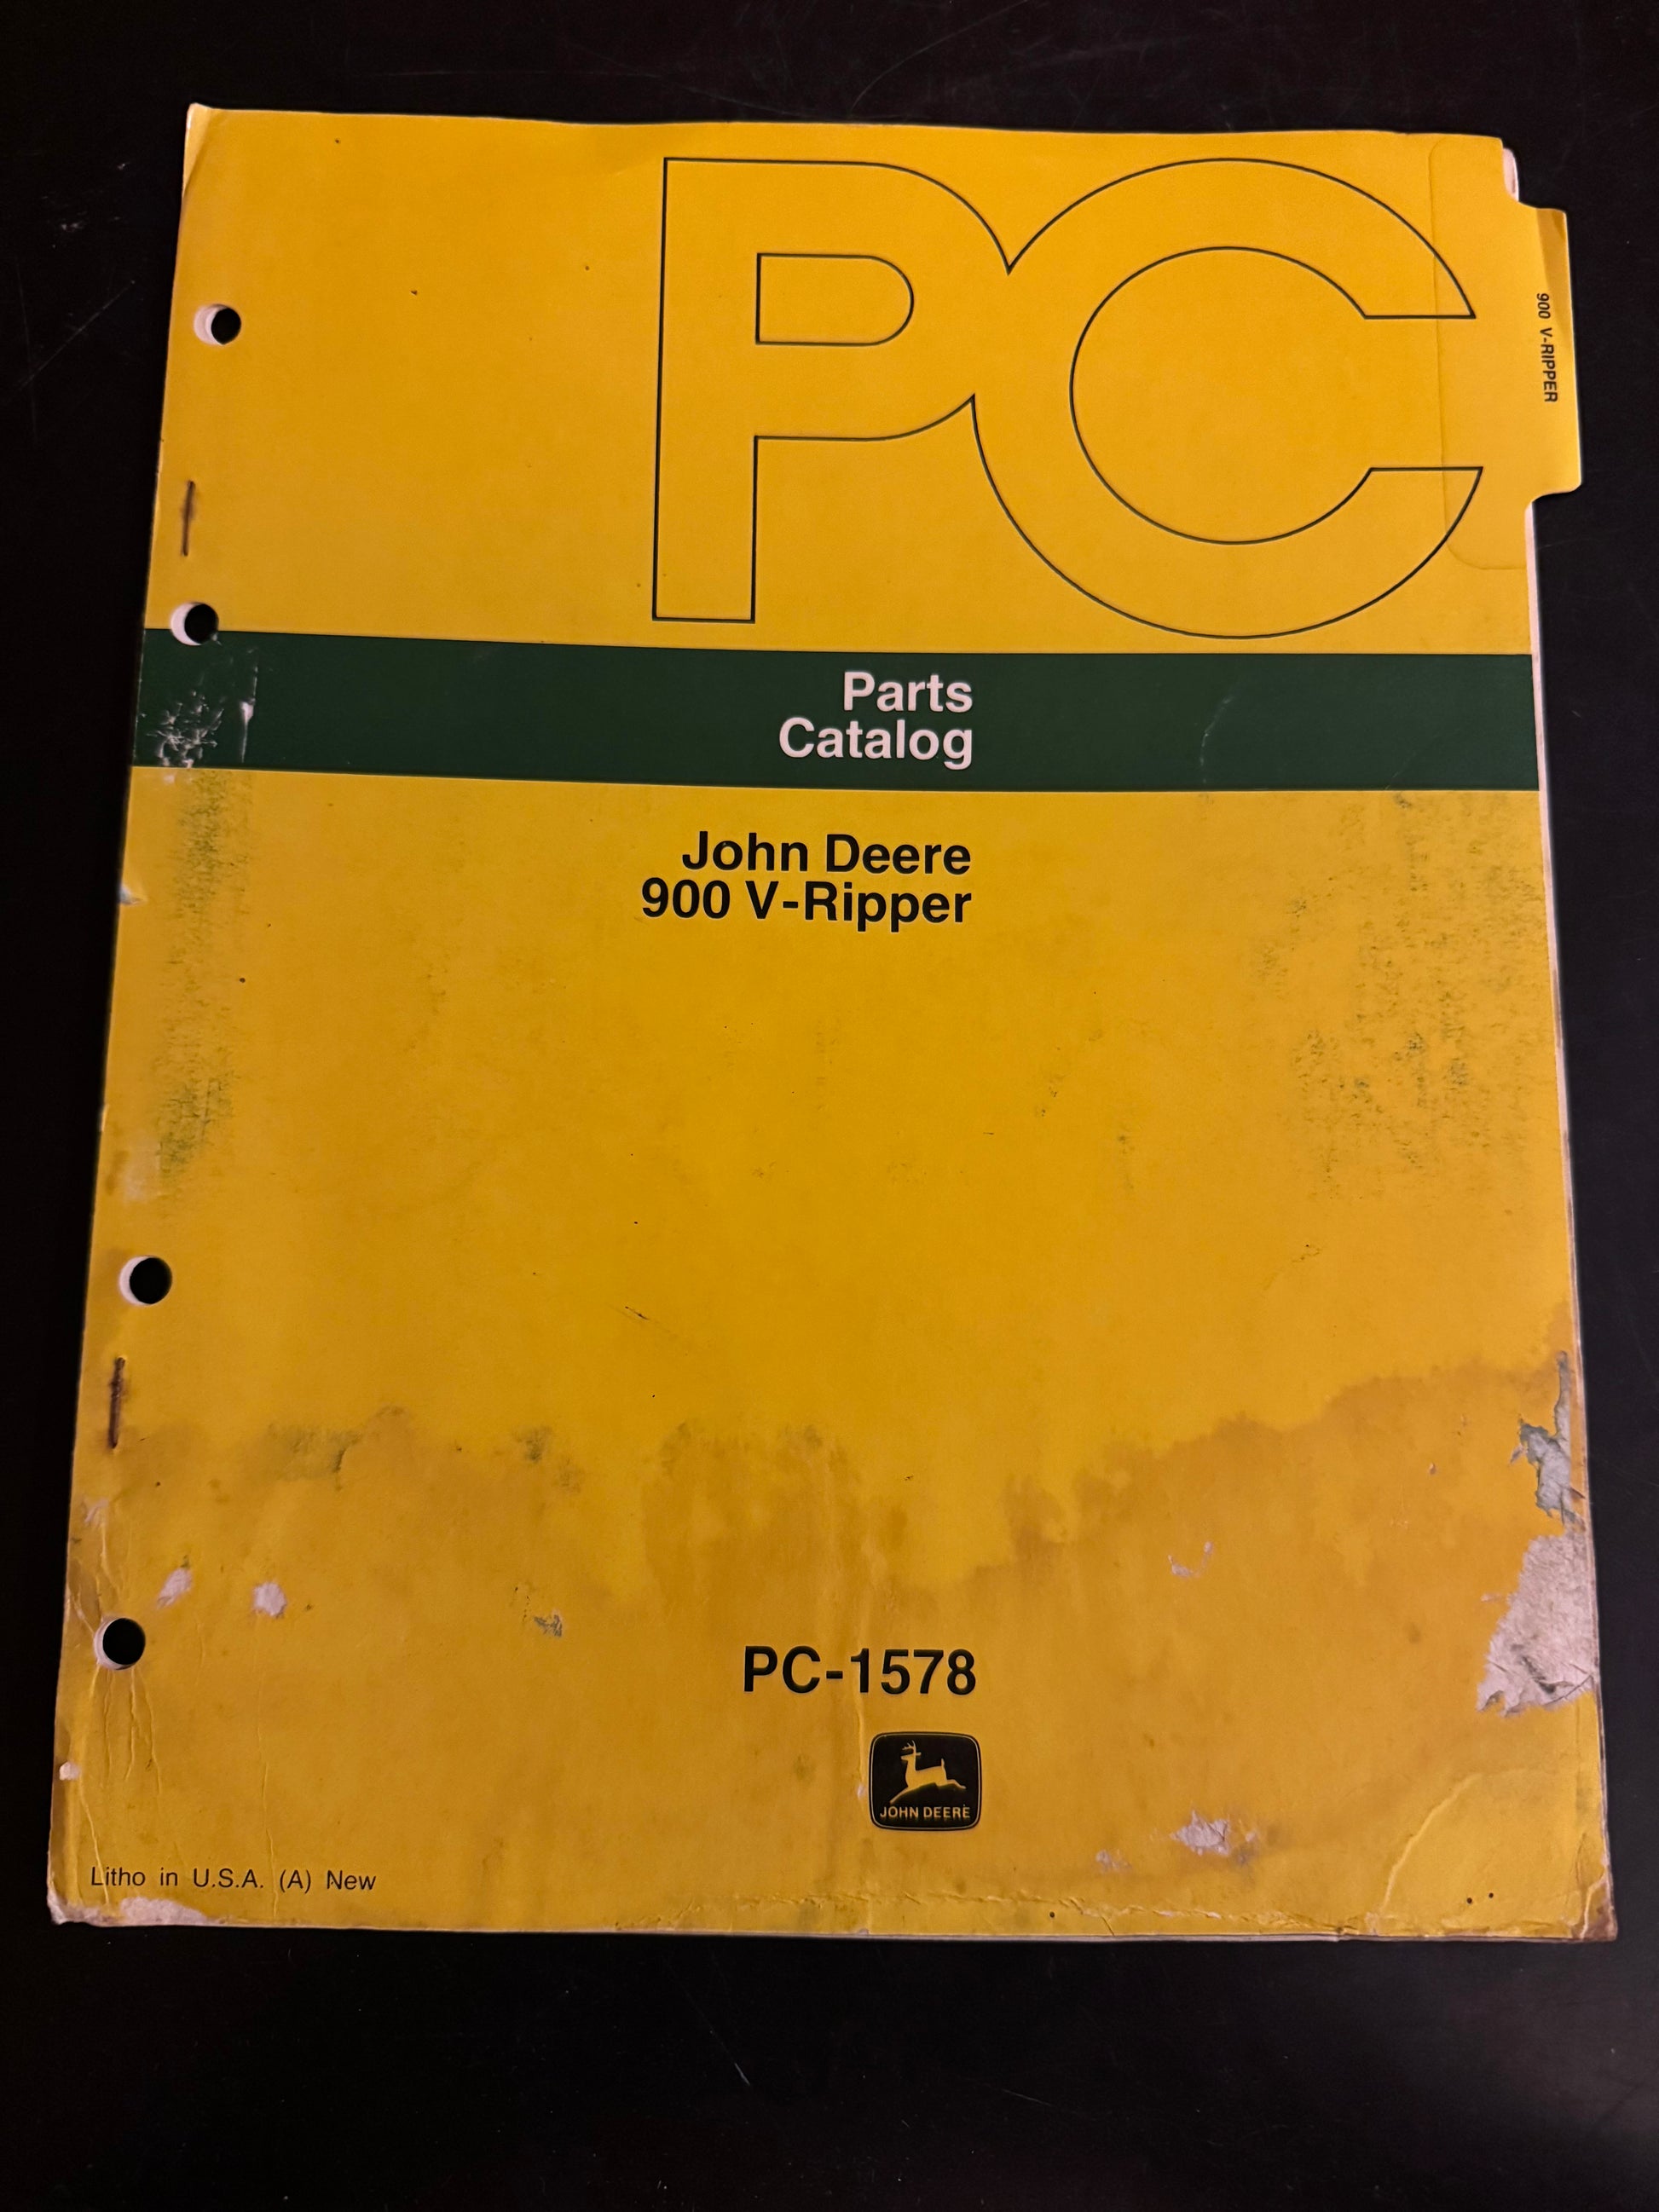 PC
900 V-RIPPER
Parts
Catalog
John Deere
900 V-Ripper
PC-1578
JOHN DEERE
Litho in U.S.A. (A) New